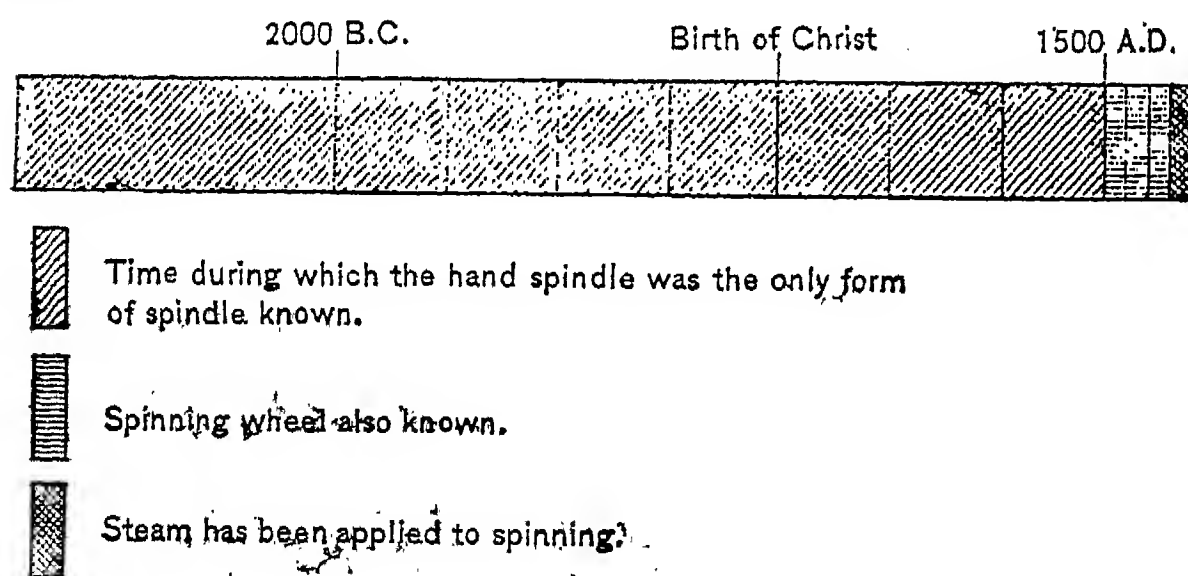 2000 B.C. Birth of Christ 1500 A.D.
Time during which the hand spindle was the only form
of spindle known.
Spinning wheel also known.
Steam has been applied to spinning.